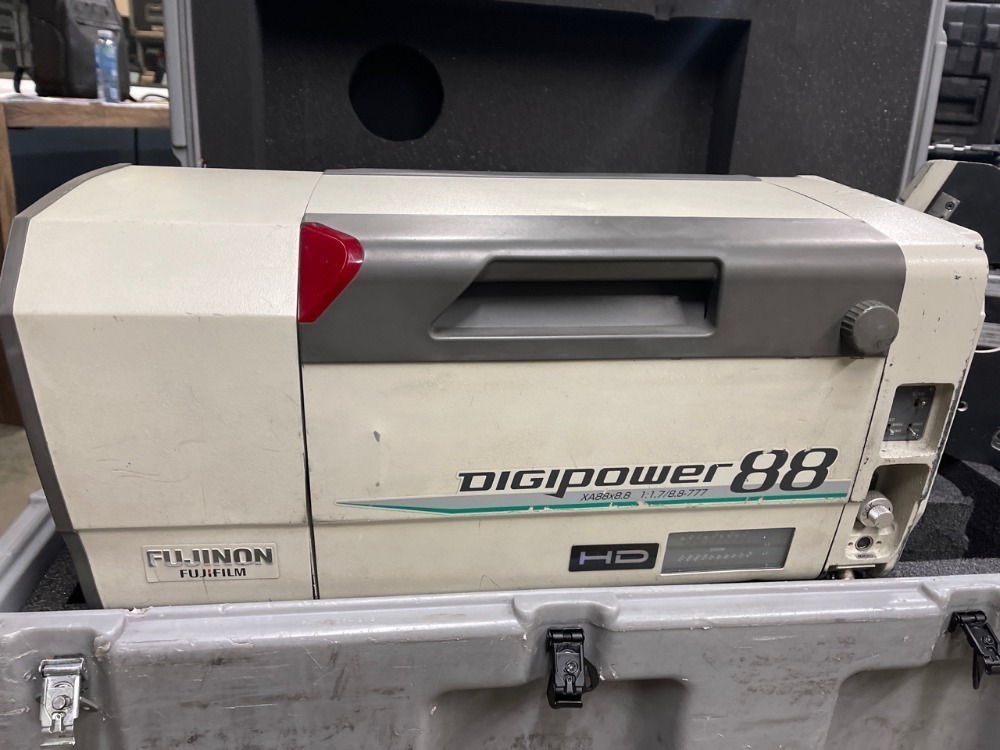 DIGIPOWER 88
XA88x8.8 1:1.7/8.8-777
FUJINON
FUJIFILM
HD